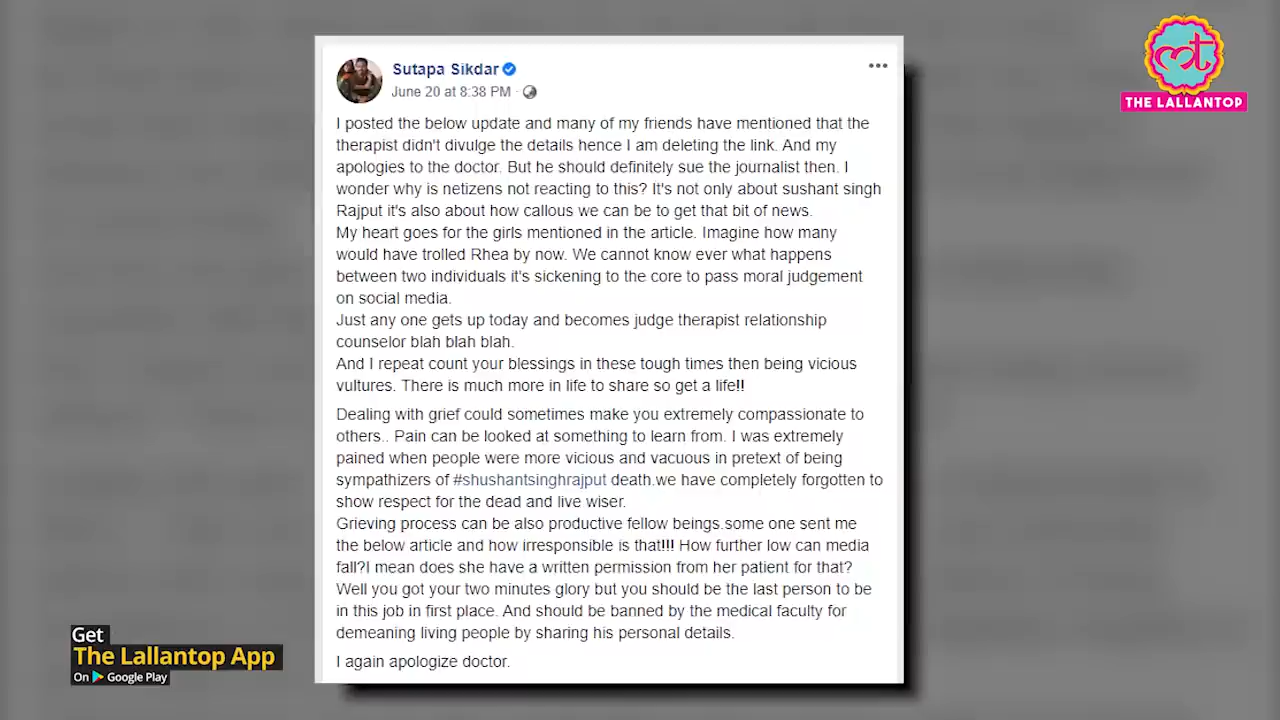 Sutapa Sikdar
June 20 at 8:38 PM ·
I posted the below update and many of my friends have mentioned that the
therapist didn't divulge the details hence I am deleting the link. And my
apologies to the doctor. But he should definitely sue the journalist then. I
wonder why is netizens not reacting to this? It's not only about sushant singh
Rajput it's also about how callous we can be to get that bit of news.
My heart goes for the girls mentioned in the article. Imagine how many
would have trolled Rhea by now. We cannot know ever what happens
between two individuals it's sickening to the core to pass moral judgement
on social media.
Just any one gets up today and becomes judge therapist relationship
counselor blah blah blah.
And I repeat count your blessings in these tough times then being vicious
vultures. There is much more in life to share so get a life!!
Dealing with grief could sometimes make you extremely compassionate to
others.. Pain can be looked at something to learn from. I was extremely
pained when people were more vicious and vacuous in pretext of being
sympathizers of #shushantsinghrajput death.we have completely forgotten to
show respect for the dead and live wiser.
Grieving process can be also productive fellow beings.some one sent me
the below article and how irresponsible is that!!! How further low can media
fall?I mean does she have a written permission from her patient for that?
Well you got your two minutes glory but you should be the last person to be
in this job in first place. And should be banned by the medical faculty for
demeaning living people by sharing his personal details.
I again apologize doctor.
THE LALLANTOP
Get
The Lallantop App
On Google Play